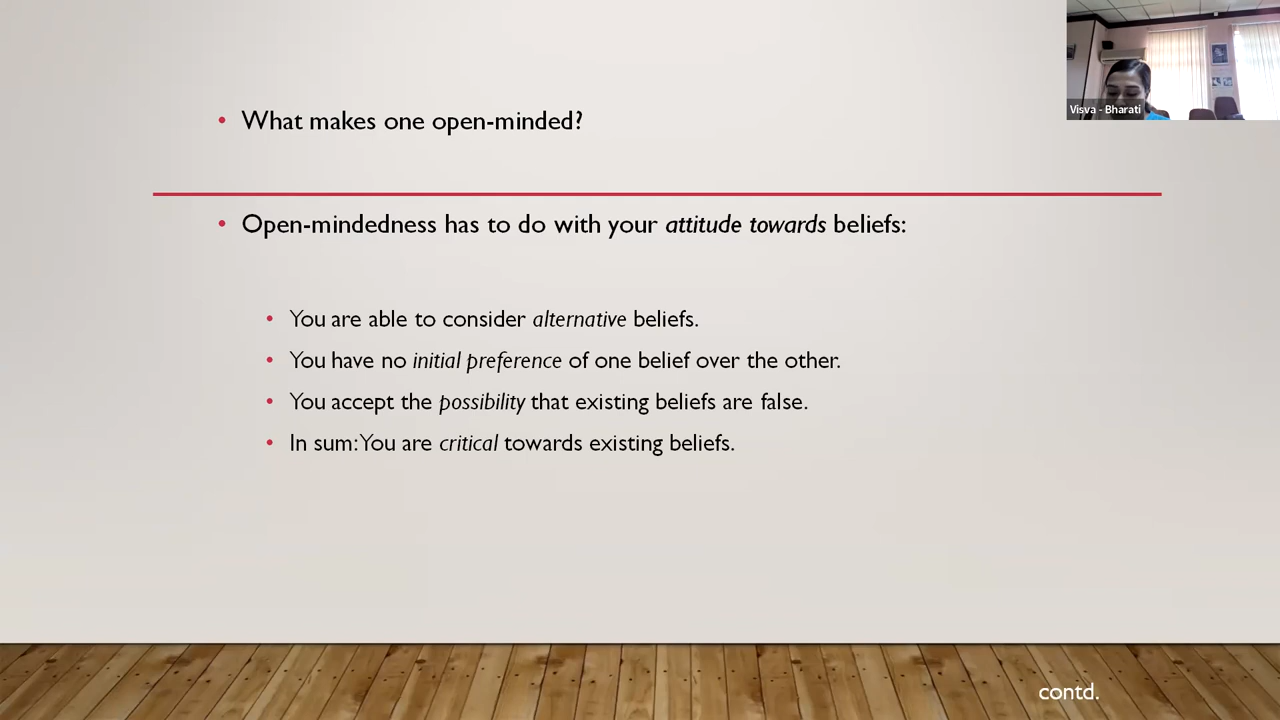 What makes one open-minded?
Visva - Bharati
Open-mindedness has to do with your attitude towards beliefs:
You are able to consider alternative beliefs.
You have no initial preference of one belief over the other.
You accept the possibility that existing beliefs are false.
In sum: You are critical towards existing beliefs.
contd.